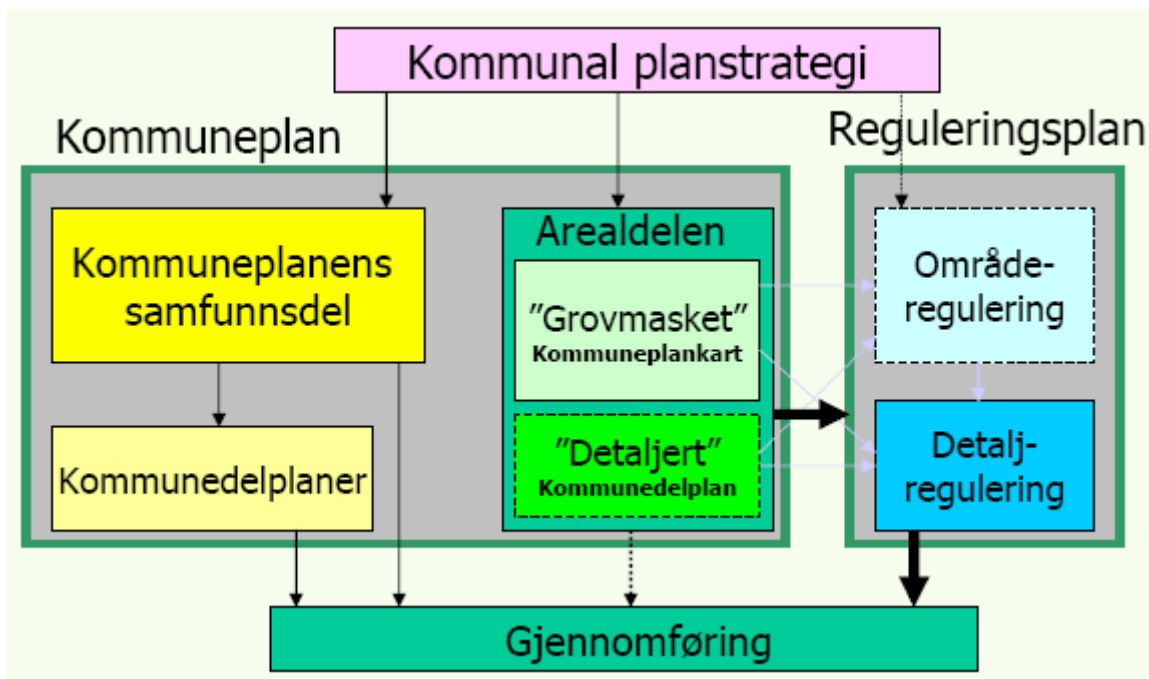 Kommunal planstrategi
Kommuneplan
Reguleringsplan
Kommuneplanens
samfunnsdel
Kommunedelplaner
Arealdelen
”Grovmasket”
Kommuneplankart
”Detaljert”
Kommunedelplan
Område-
regulering
Detalj-
regulering
Gjennomføring